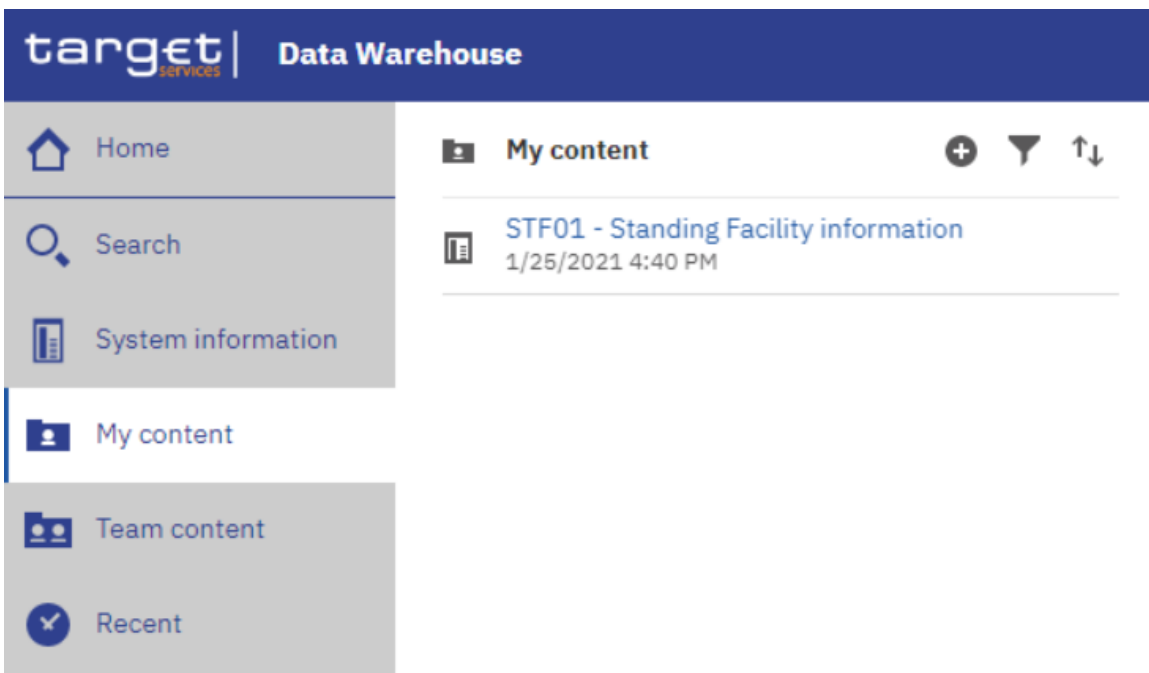 target services | Data Warehouse
Home
Search
System information
My content
Team content
Recent
My content
STF01 - Standing Facility information
1/25/2021 4:40 PM